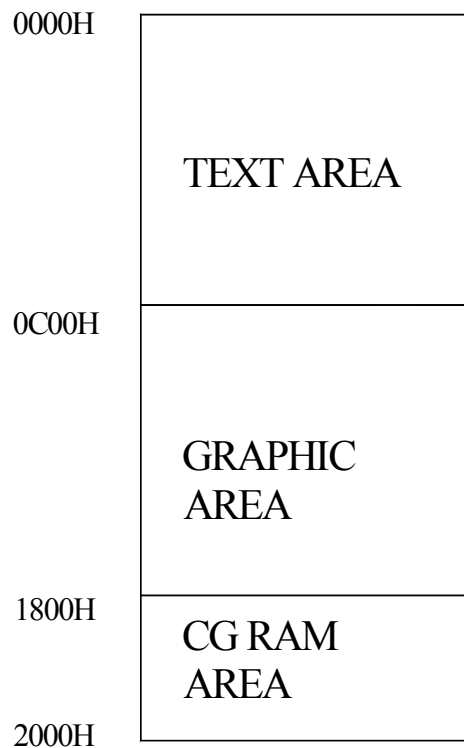 0000H
TEXT AREA
0C00H
GRAPHIC
AREA
1800H
CG RAM
AREA
2000H